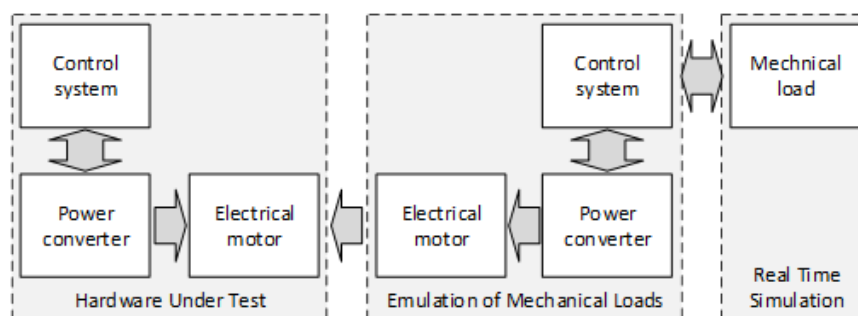 Control
system
Control
system
Mechnical
load
Power
converter
Electrical
motor
Electrical
motor
Power
converter
Hardware Under Test
Emulation of Mechanical Loads
Real Time
Simulation